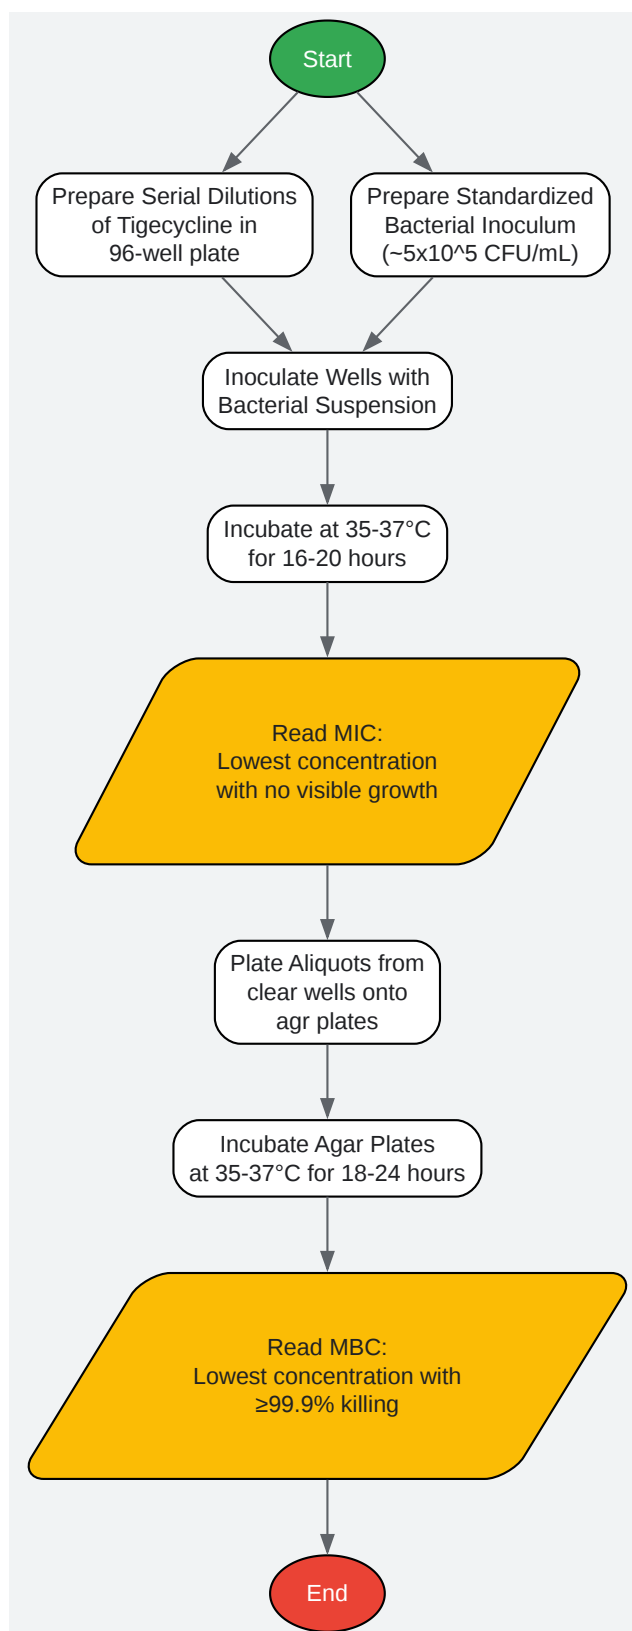 Start
Prepare Serial Dilutions
of Tigecycline in
96-well plate
Prepare Standardized
Bacterial Inoculum
(~5x10^5 CFU/mL)
Inoculate Wells with
Bacterial Suspension
Incubate at 35-37°C
for 16-20 hours
Read MIC:
Lowest concentration
with no visible growth
Plate Aliquots from
clear wells onto
agr plates
Incubate Agar Plates
at 35-37°C for 18-24 hours
Read MBC:
Lowest concentration with
≥99.9% killing
End